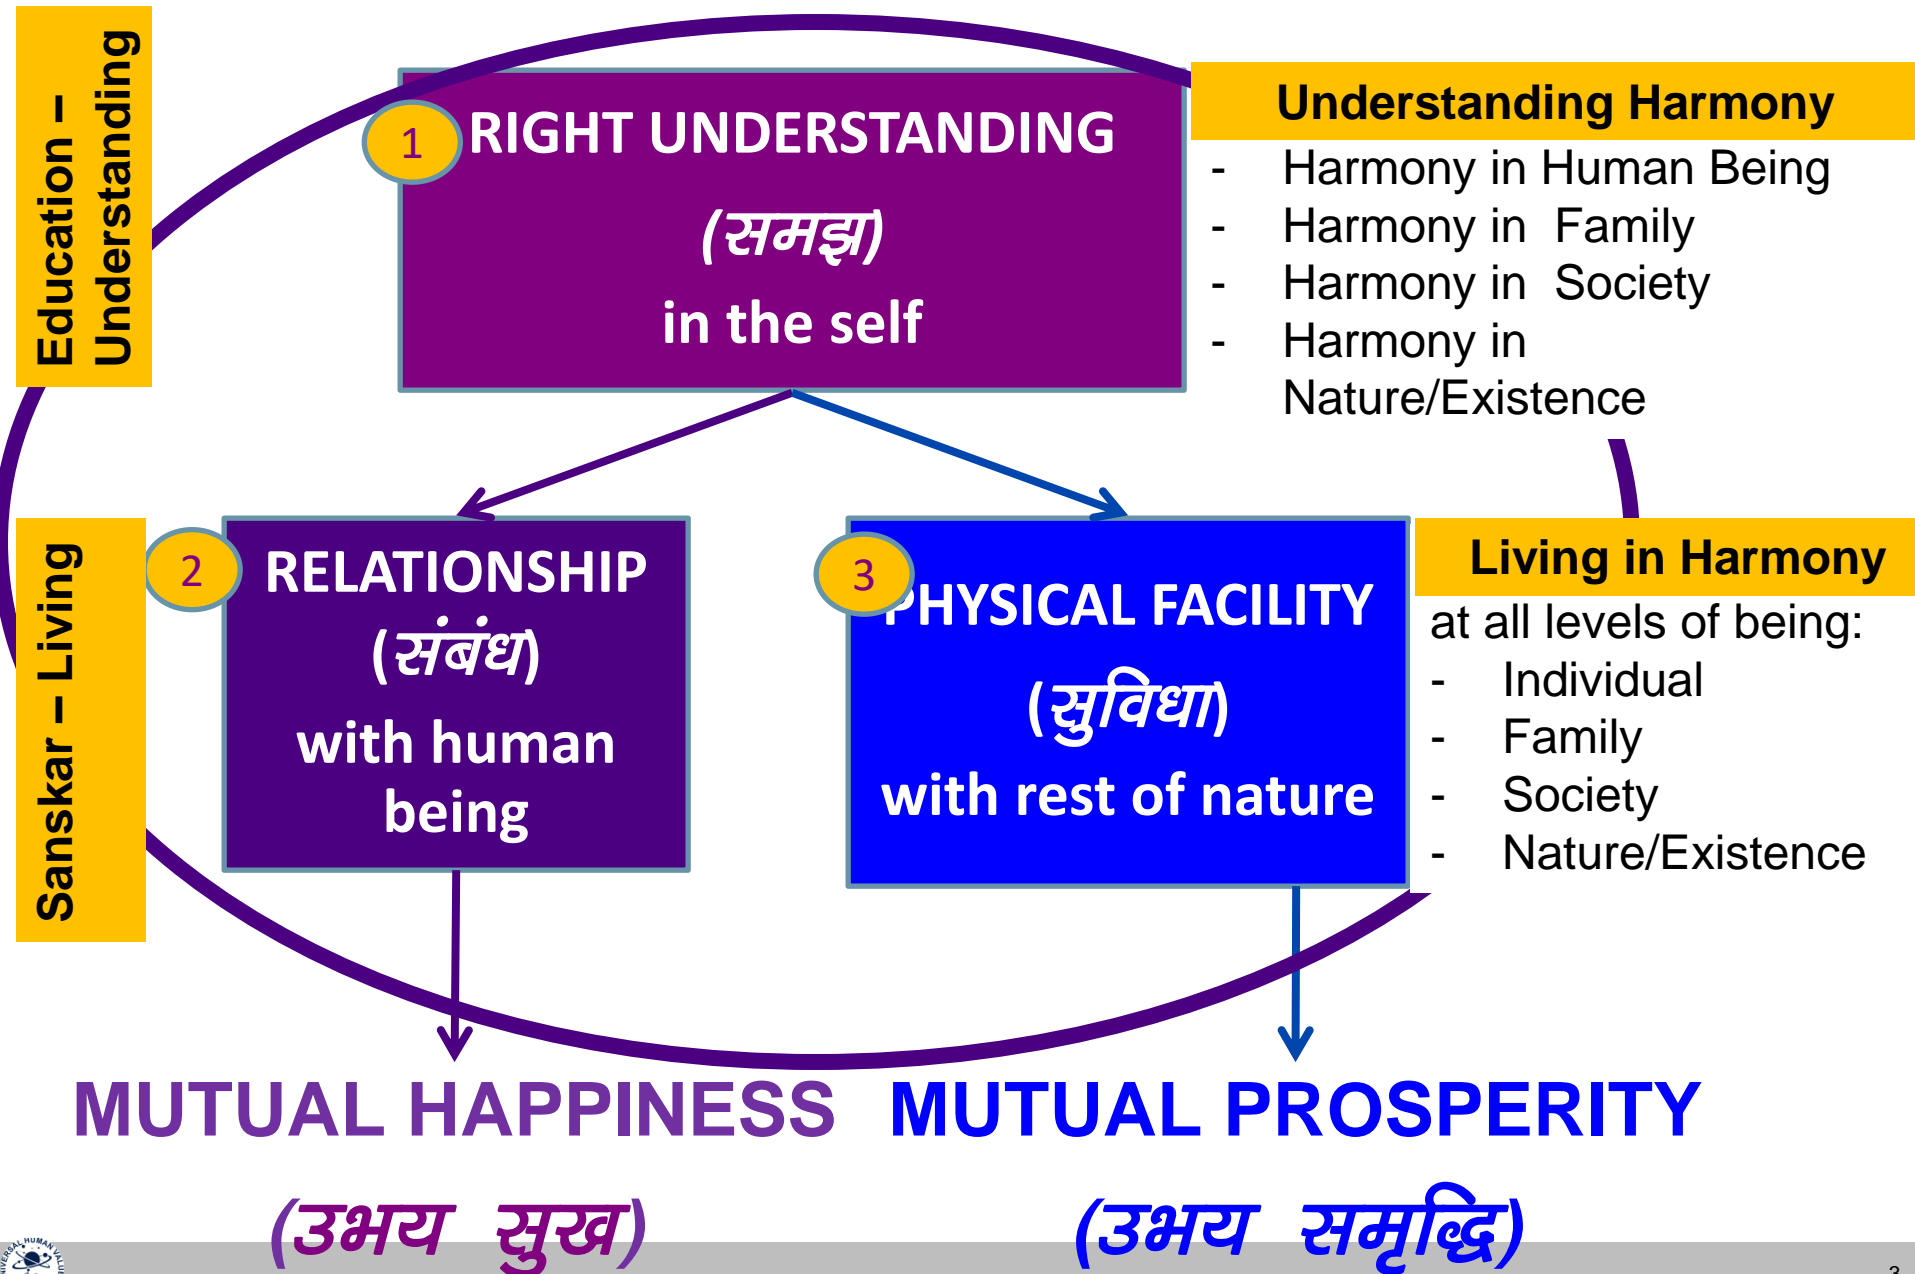 Education –
Understanding
1
RIGHT UNDERSTANDING
(समझ)
in the self
Understanding Harmony
- Harmony in Human Being
- Harmony in Family
- Harmony in Society
- Harmony in
Nature/Existence
Sanskar – Living
2
RELATIONSHIP
(संबंध)
with human
being
3
PHYSICAL FACILITY
(सुविधा)
with rest of nature
Living in Harmony
at all levels of being:
- Individual
- Family
- Society
- Nature/Existence
MUTUAL HAPPINESS
(उभय सुख)
MUTUAL PROSPERITY
(उभय समृद्धि)
HUMAN
3